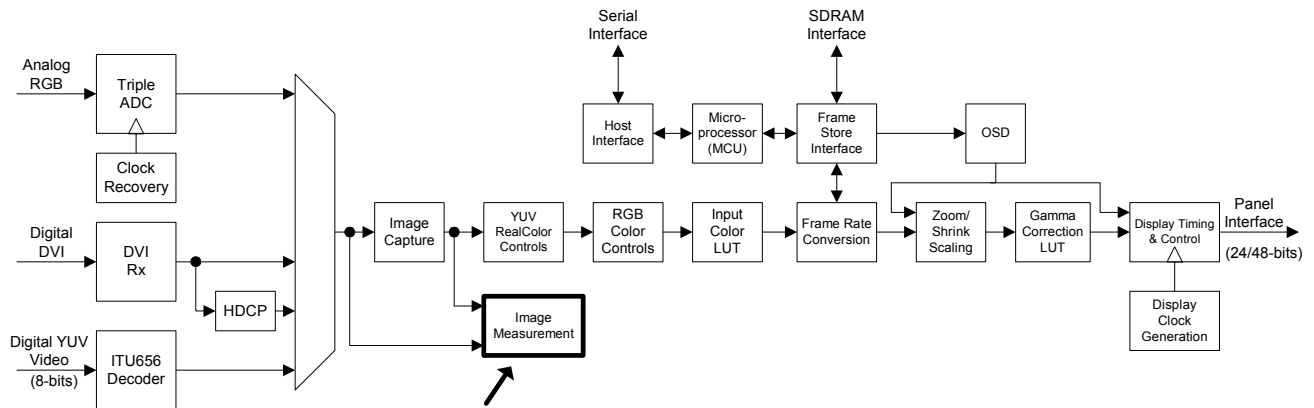 Serial
Interface
SDRAM
Interface
Analog
RGB
Triple
ADC
Clock
Recovery
Host
Interface
Micro-
processor
(MCU)
Frame
Store
Interface
OSD
Digital
DVI
DVI
Rx
HDCP
Image
Capture
YUV
RealColor
Controls
RGB
Color
Controls
Input
Color
LUT
Frame Rate
Conversion
Zoom/
Shrink
Scaling
Gamma
Correction
LUT
Display Timing
& Control
Panel
Interface
(24/48-bits)
Image
Measurement
Display
Clock
Generation
Digital YUV
Video
(8-bits)
ITU656
Decoder